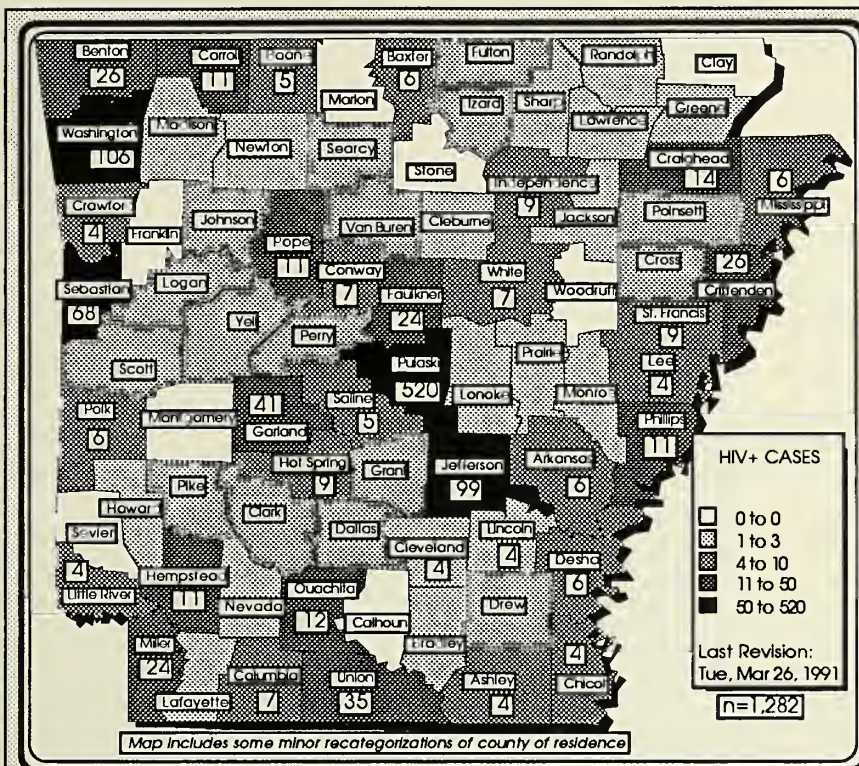 Benton
26
Carrol
11
Boone
5
Marion
Baxter
6
Fulton
Izard
Sharp
Randolph
Clay
Greene
Lawrence
Washington
106
Madison
Newton
Searcy
Stone
Independenc
9
Jackson
Craighead
14
6
Mississippi
Poinsett
Crawford
4
Franklin
Johnson
Pope
11
Van Buren
Cleburne
Cross
26
Crittenden
Sebastian
68
Logan
Conway
7
Faulkner
24
White
7
Woodruff
St. Francis
9
Scott
Yel
Perry
Pulaski
520
Lonoke
Prairie
Monroe
Lee
4
Phillips
11
Polk
6
Montgomery
41
Garland
Saline
5
Hot Spring
9
Grant
Jefferson
99
Arkansas
6
Howard
Pike
Clark
Dallas
Cleveland
4
Lincoln
4
Desha
6
Sevier
4
Little River
Hempstead
11
Nevada
Ouachita
12
Calhoun
Bradley
Drew
Miller
24
Lafayette
Columbia
7
Union
35
Ashley
4
4
Chicot
HIV+ CASES
0 to 0
1 to 3
4 to 10
11 to 50
50 to 520
Last Revision:
Tue, Mar 26, 1991
n=1,282
Map includes some minor recategorizations of county of residence